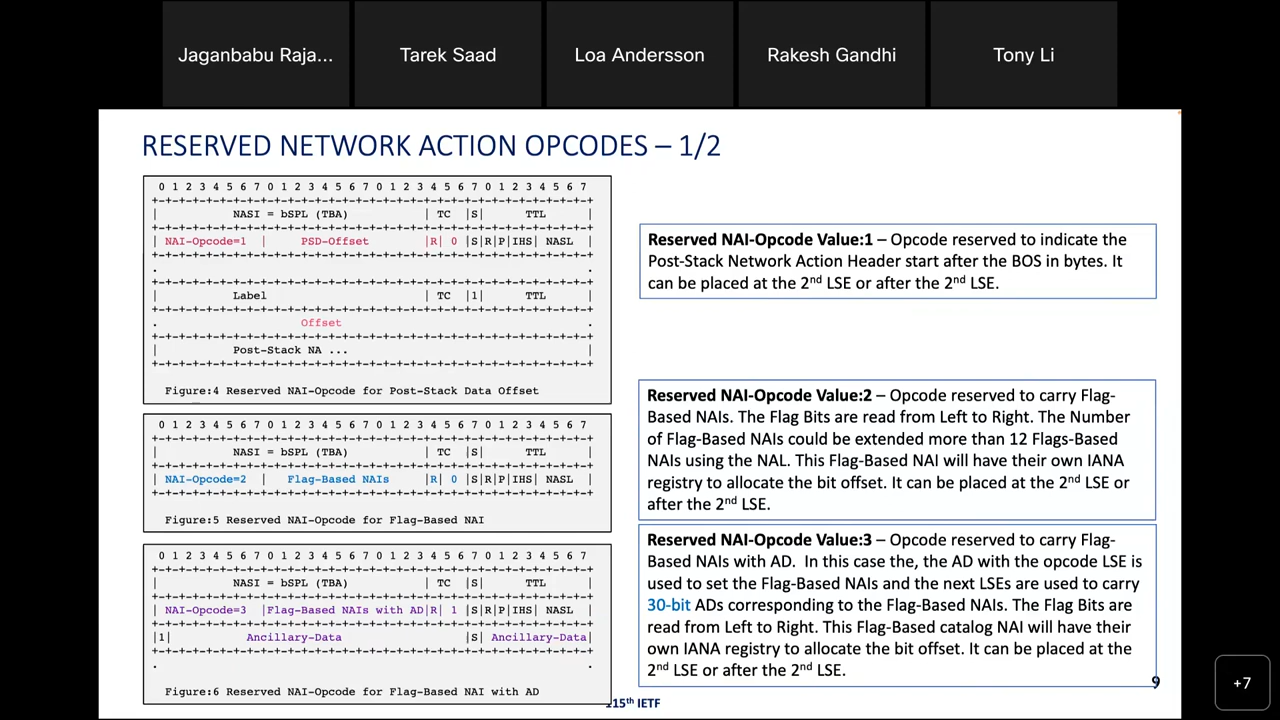 Jaganbabu Raja...
Tarek Saad
Loa Andersson
Rakesh Gandhi
Tony Li
RESERVED NETWORK ACTION OPCODES – 1/2
0 1 2 3 4 5 6 7 0 1 2 3 4 5 6 7 0 1 2 3 4 5 6 7 0 1 2 3 4 5 6 7
+-+-+-+-+-+-+-+-+-+-+-+-+-+-+-+-+-+-+-+-+-+-+-+-+-+-+-+-+-+-+-+-+
| NASI = bSPL (TBA) | TC |S| TTL |
+-+-+-+-+-+-+-+-+-+-+-+-+-+-+-+-+-+-+-+-+-+-+-+-+-+-+-+-+-+-+-+-+
| NAI-Opcode=1 | PSD-Offset |R| 0 |S|R|P|IHS| NASL |
+-+-+-+-+-+-+-+-+-+-+-+-+-+-+-+-+-+-+-+-+-+-+-+-+-+-+-+-+-+-+-+-+
. .
+-+-+-+-+-+-+-+-+-+-+-+-+-+-+-+-+-+-+-+-+-+-+-+-+-+-+-+-+-+-+-+-+
| Label | TC |1| TTL |
+-+-+-+-+-+-+-+-+-+-+-+-+-+-+-+-+-+-+-+-+-+-+-+-+-+-+-+-+-+-+-+-+
. Offset .
+-+-+-+-+-+-+-+-+-+-+-+-+-+-+-+-+-+-+-+-+-+-+-+-+-+-+-+-+-+-+-+-+
| Post-Stack NA ... |
+-+-+-+-+-+-+-+-+-+-+-+-+-+-+-+-+-+-+-+-+-+-+-+-+-+-+-+-+-+-+-+-+
Figure:4 Reserved NAI-Opcode for Post-Stack Data Offset
Reserved NAI-Opcode Value:1 – Opcode reserved to indicate the
Post-Stack Network Action Header start after the BOS in bytes. It
can be placed at the 2nd LSE or after the 2nd LSE.
0 1 2 3 4 5 6 7 0 1 2 3 4 5 6 7 0 1 2 3 4 5 6 7 0 1 2 3 4 5 6 7
+-+-+-+-+-+-+-+-+-+-+-+-+-+-+-+-+-+-+-+-+-+-+-+-+-+-+-+-+-+-+-+-+
| NASI = bSPL (TBA) | TC |S| TTL |
+-+-+-+-+-+-+-+-+-+-+-+-+-+-+-+-+-+-+-+-+-+-+-+-+-+-+-+-+-+-+-+-+
| NAI-Opcode=2 | Flag-Based NAIs |R| 0 |S|R|P|IHS| NASL |
+-+-+-+-+-+-+-+-+-+-+-+-+-+-+-+-+-+-+-+-+-+-+-+-+-+-+-+-+-+-+-+-+
Figure:5 Reserved NAI-Opcode for Flag-Based NAI
Reserved NAI-Opcode Value:2 – Opcode reserved to carry Flag-
Based NAIs. The Flag Bits are read from Left to Right. The Number
of Flag-Based NAIs could be extended more than 12 Flags-Based
NAIs using the NAL. This Flag-Based NAI will have their own IANA
registry to allocate the bit offset. It can be placed at the 2nd LSE or
after the 2nd LSE.
0 1 2 3 4 5 6 7 0 1 2 3 4 5 6 7 0 1 2 3 4 5 6 7 0 1 2 3 4 5 6 7
+-+-+-+-+-+-+-+-+-+-+-+-+-+-+-+-+-+-+-+-+-+-+-+-+-+-+-+-+-+-+-+-+
| NASI = bSPL (TBA) | TC |S| TTL |
+-+-+-+-+-+-+-+-+-+-+-+-+-+-+-+-+-+-+-+-+-+-+-+-+-+-+-+-+-+-+-+-+
| NAI-Opcode=3 |Flag-Based NAIs with AD|R| 1 |S|R|P|IHS| NASL |
+-+-+-+-+-+-+-+-+-+-+-+-+-+-+-+-+-+-+-+-+-+-+-+-+-+-+-+-+-+-+-+-+
|1| Ancillary-Data |S| Ancillary-Data|
+-+-+-+-+-+-+-+-+-+-+-+-+-+-+-+-+-+-+-+-+-+-+-+-+-+-+-+-+-+-+-+-+
. .
Figure:6 Reserved NAI-Opcode for Flag-Based NAI with AD
Reserved NAI-Opcode Value:3 – Opcode reserved to carry Flag-
Based NAIs with AD. In this case the, the AD with the opcode LSE is
used to set the Flag-Based NAIs and the next LSEs are used to carry
30-bit ADs corresponding to the Flag-Based NAIs. The Flag Bits are
read from Left to Right. This Flag-Based catalog NAI will have their
own IANA registry to allocate the bit offset. It can be placed at the
2nd LSE or after the 2nd LSE.
9
115th IETF
+7